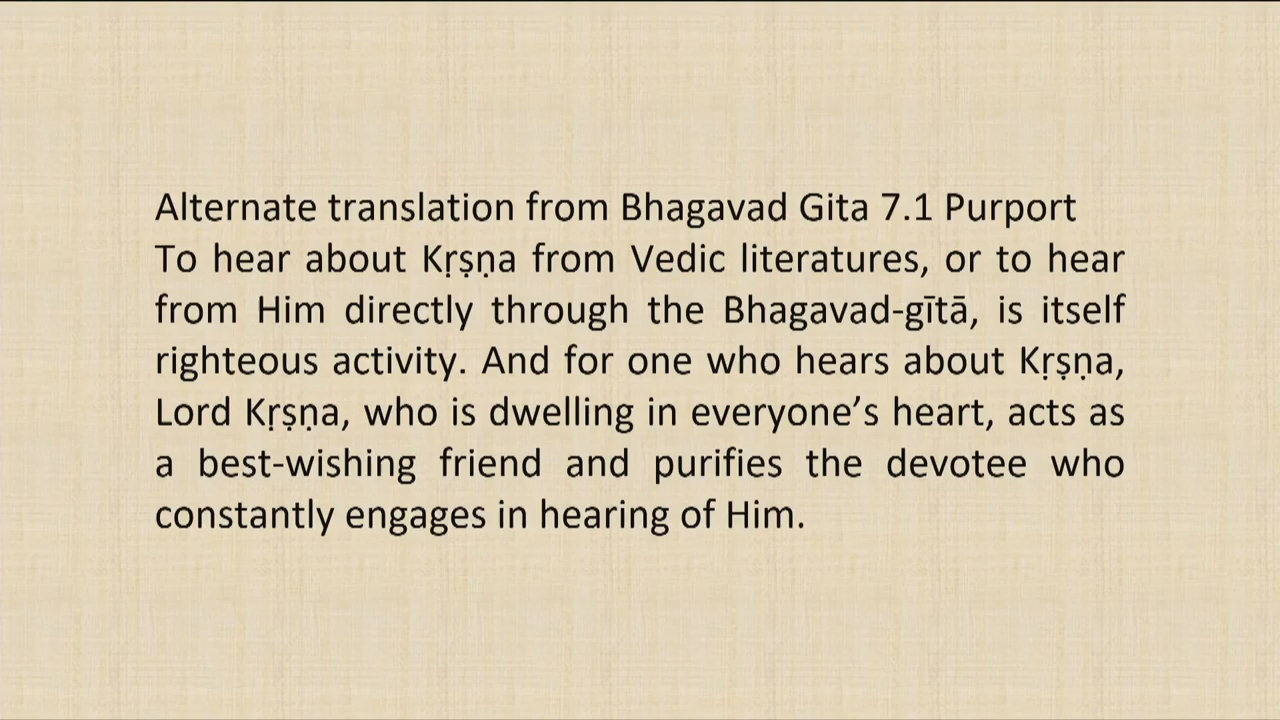 Alternate translation from Bhagavad Gita 7.1 Purport
To hear about Kṛṣṇa from Vedic literatures, or to hear
from Him directly through the Bhagavad-gītā, is itself
righteous activity. And for one who hears about Kṛṣṇa,
Lord Kṛṣṇa, who is dwelling in everyone’s heart, acts as
a best-wishing friend and purifies the devotee who
constantly engages in hearing of Him.